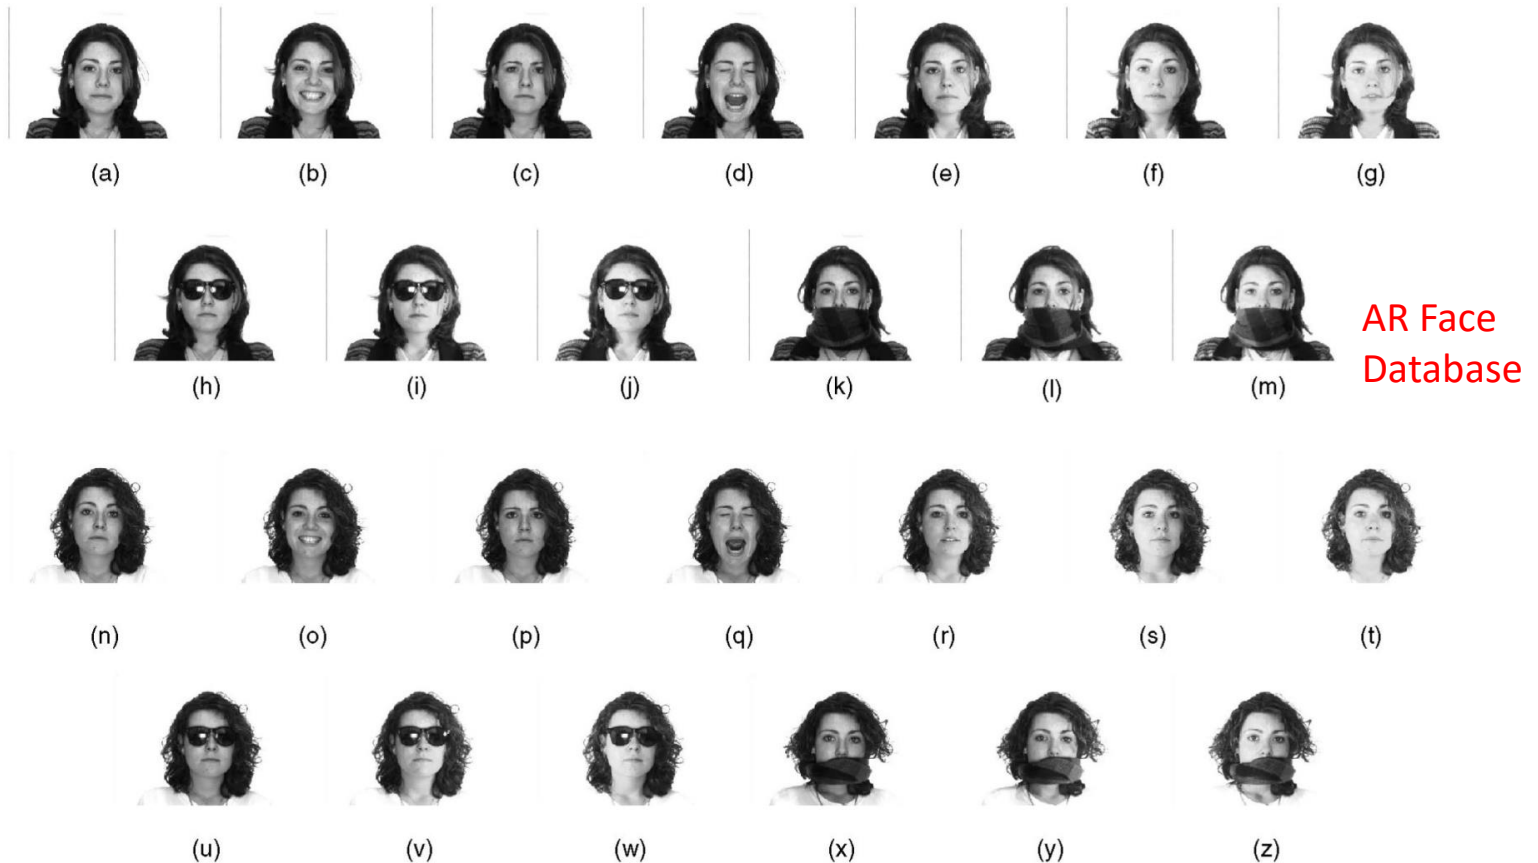 (a) (b) (c) (d) (e) (f) (g)
(h) (i) (j) (k) (l) (m)
AR Face
Database
(n) (o) (p) (q) (r) (s) (t)
(u) (v) (w) (x) (y) (z)